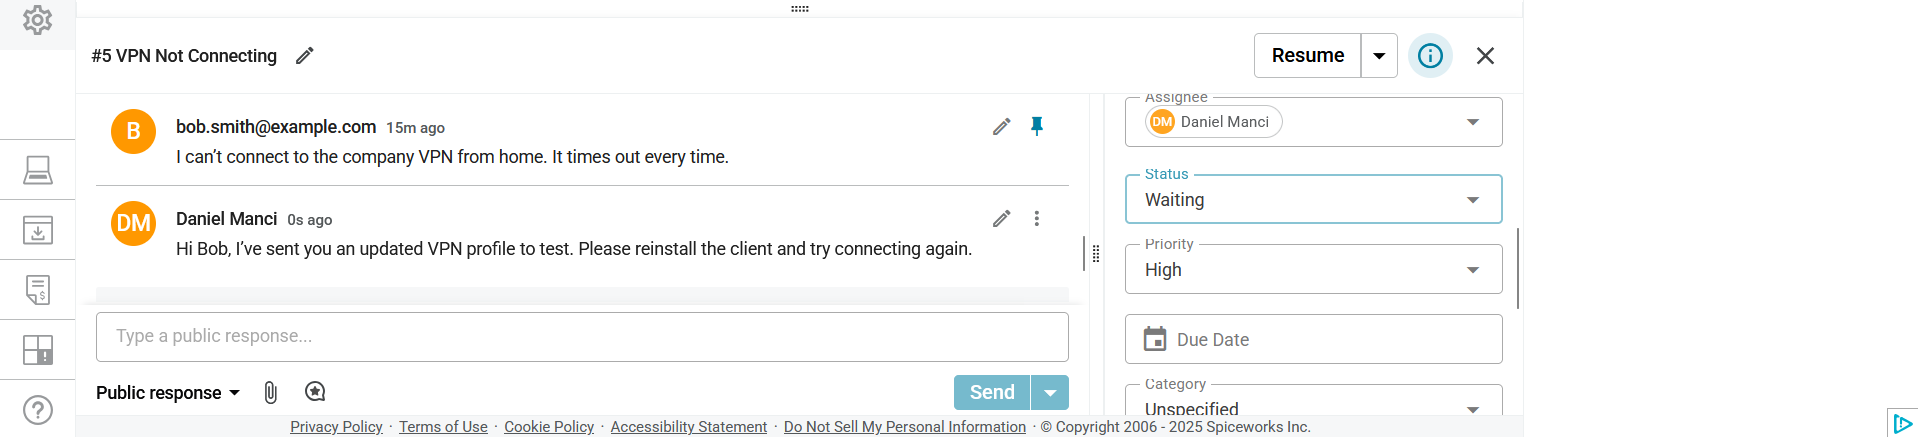 #5 VPN Not Connecting
Resume
B
bob.smith@example.com 15m ago
I can’t connect to the company VPN from home. It times out every time.
DM
Daniel Manci 0s ago
Hi Bob, I’ve sent you an updated VPN profile to test. Please reinstall the client and try connecting again.
Type a public response...
Public response
Send
Assignee
DM Daniel Manci
Status
Waiting
Priority
High
Due Date
Category
Unspecified
Privacy Policy · Terms of Use · Cookie Policy · Accessibility Statement · Do Not Sell My Personal Information · © Copyright 2006 - 2025 Spiceworks Inc.